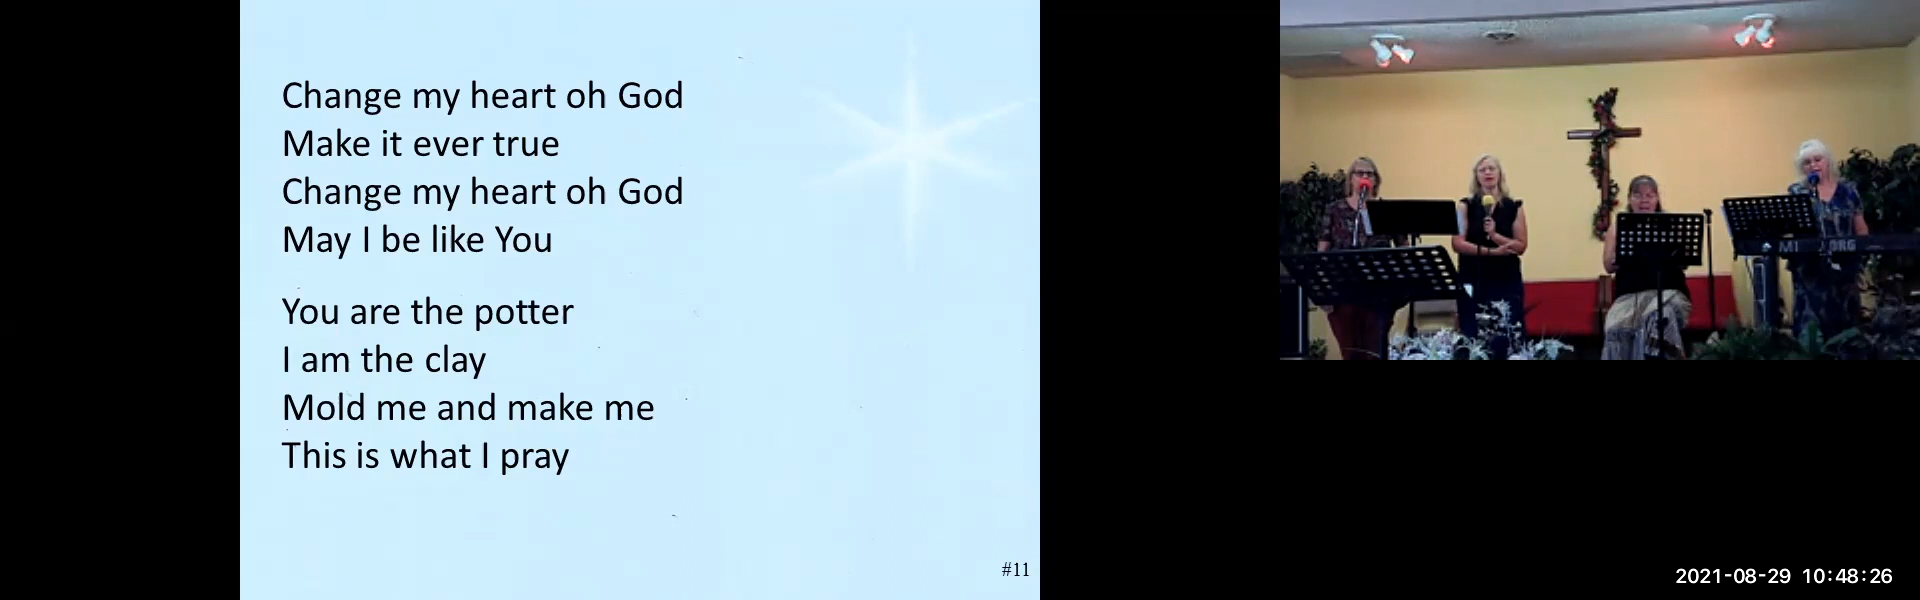 Change my heart oh God
Make it ever true
Change my heart oh God
May I be like You
You are the potter
I am the clay
Mold me and make me
This is what I pray
#11
2021-08-29 10:48:26